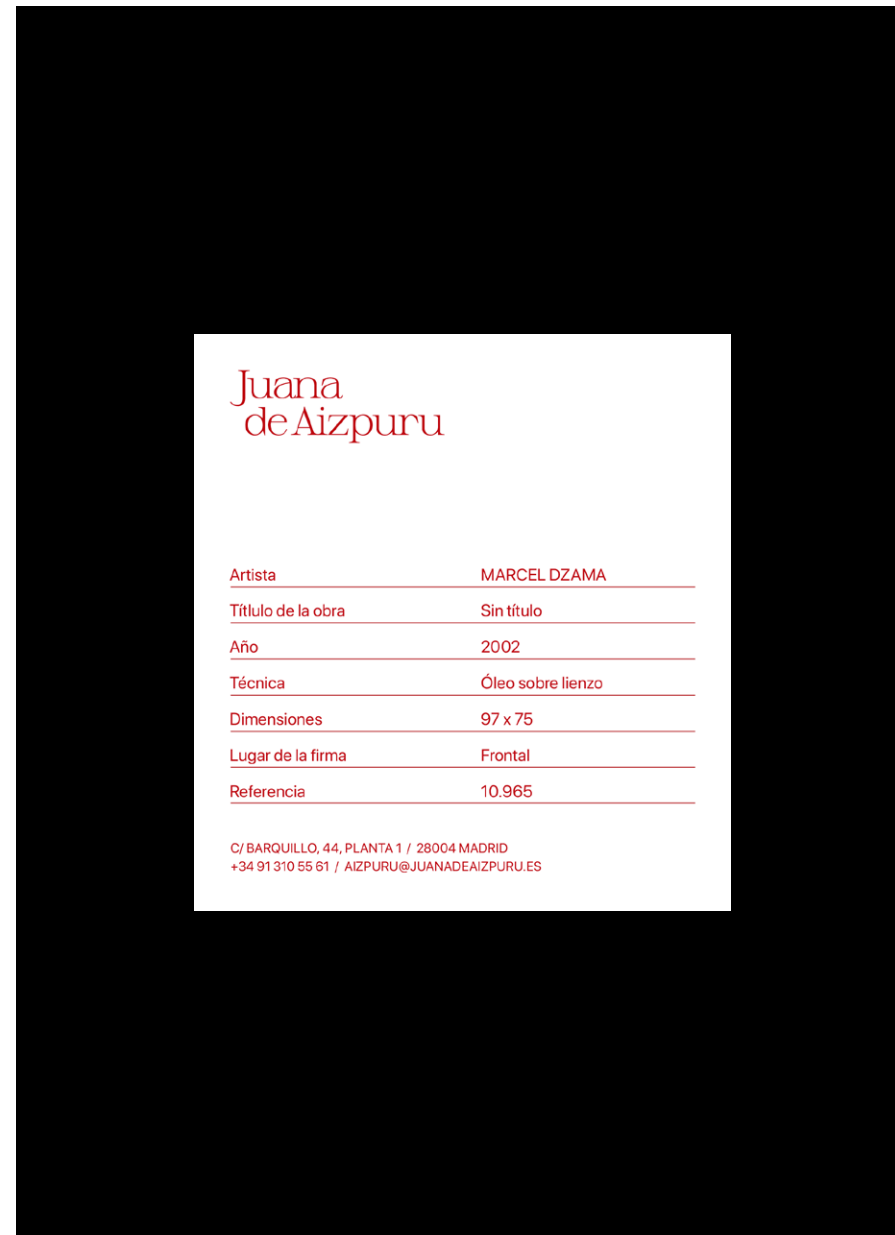 Juana
de Aizpuru
Artista MARCEL DZAMA
Títlulo de la obra Sin título
Año 2002
Técnica Óleo sobre lienzo
Dimensiones 97 x 75
Lugar de la firma Frontal
Referencia 10.965
C/ BARQUILLO, 44, PLANTA 1 / 28004 MADRID
+34 91 310 55 61 / AIZPURU@JUANADEAIZPURU.ES